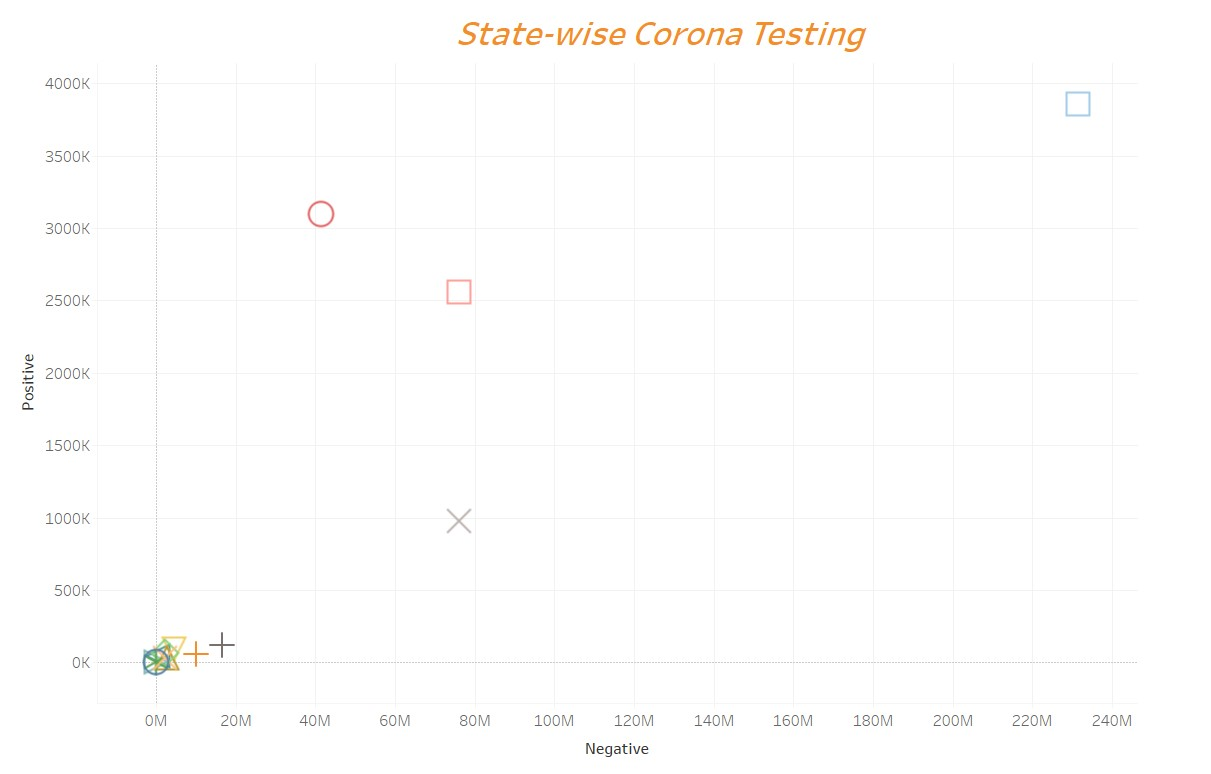 State-wise Corona Testing
4000K
3500K
3000K
2500K
2000K
1500K
1000K
500K
0K
Positive
0M 20M 40M 60M 80M 100M 120M 140M 160M 180M 200M 220M 240M
Negative